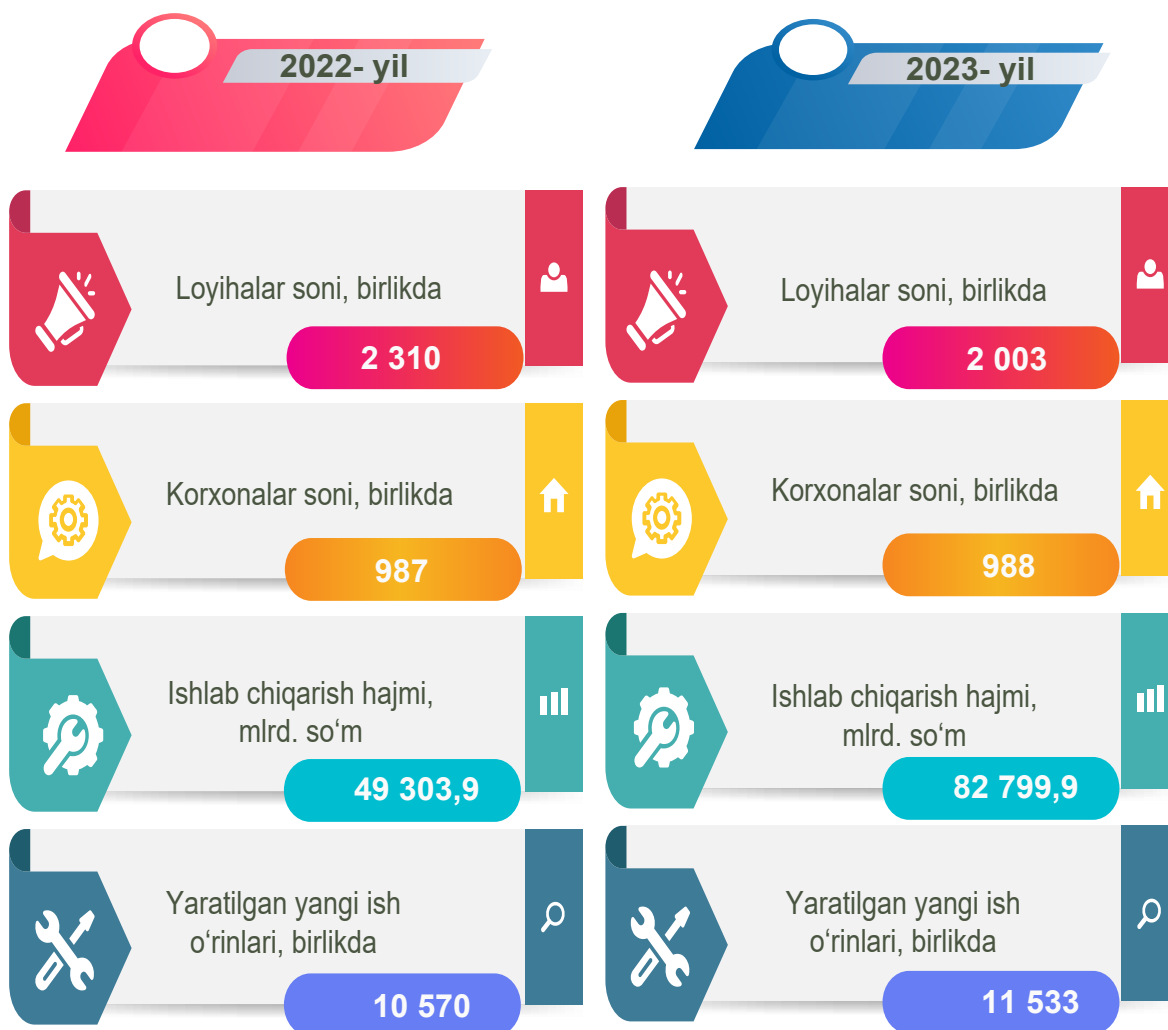 2022- yil
Loyihalar soni, birlikda
2 310
Korxonalar soni, birlikda
987
Ishlab chiqarish hajmi,
mlrd. so‘m
49 303,9
Yaratilgan yangi ish
o‘rinlari, birlikda
10 570
2023- yil
Loyihalar soni, birlikda
2 003
Korxonalar soni, birlikda
988
Ishlab chiqarish hajmi,
mlrd. so‘m
82 799,9
Yaratilgan yangi ish
o‘rinlari, birlikda
11 533